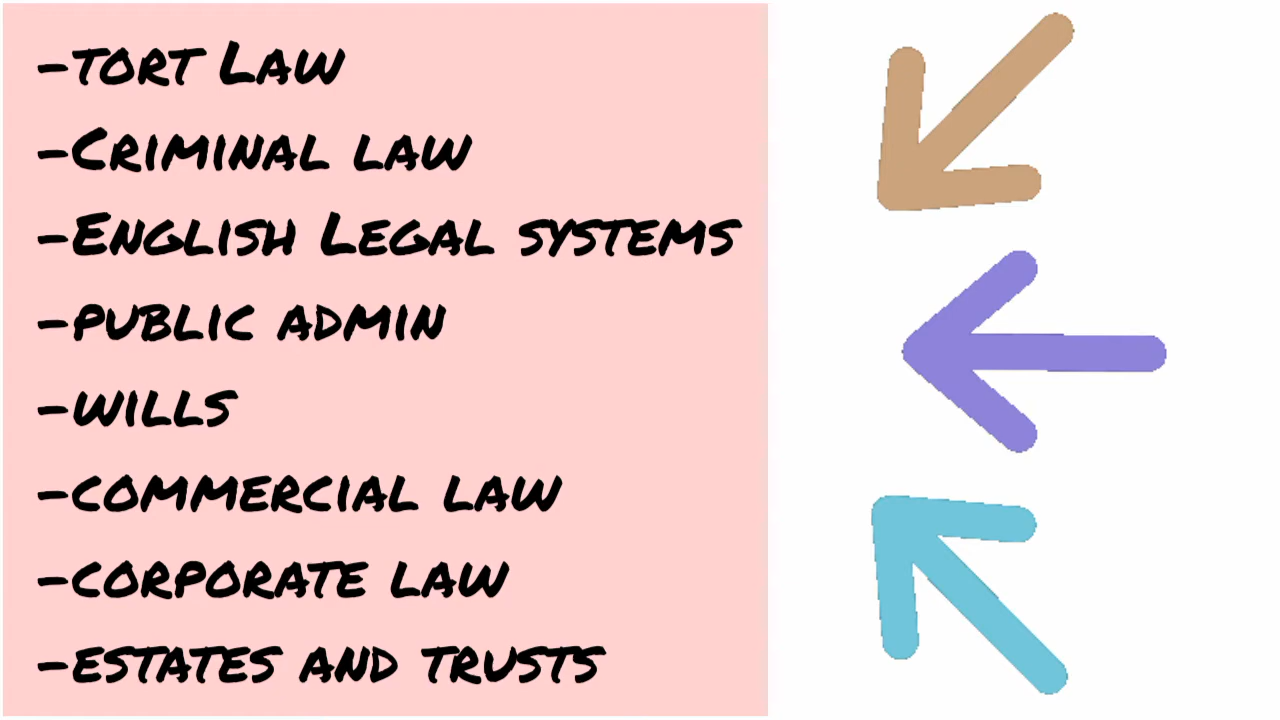 -Tort Law
-Criminal law
-English Legal systems
-public admin
-wills
-commercial law
-corporate law
-estates and trusts